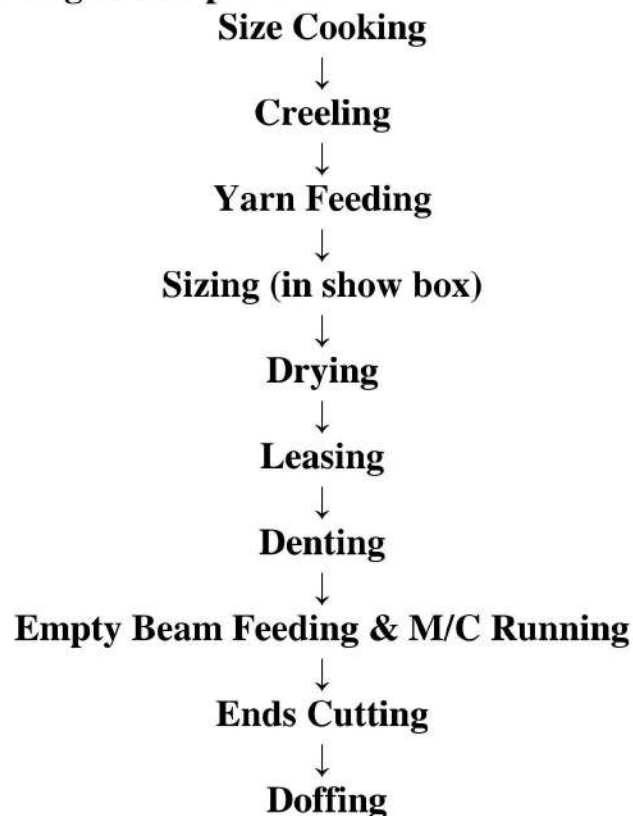 Size Cooking
↓
Creeling
↓
Yarn Feeding
↓
Sizing (in show box)
↓
Drying
↓
Leasing
↓
Denting
↓
Empty Beam Feeding & M/C Running
↓
Ends Cutting
↓
Doffing